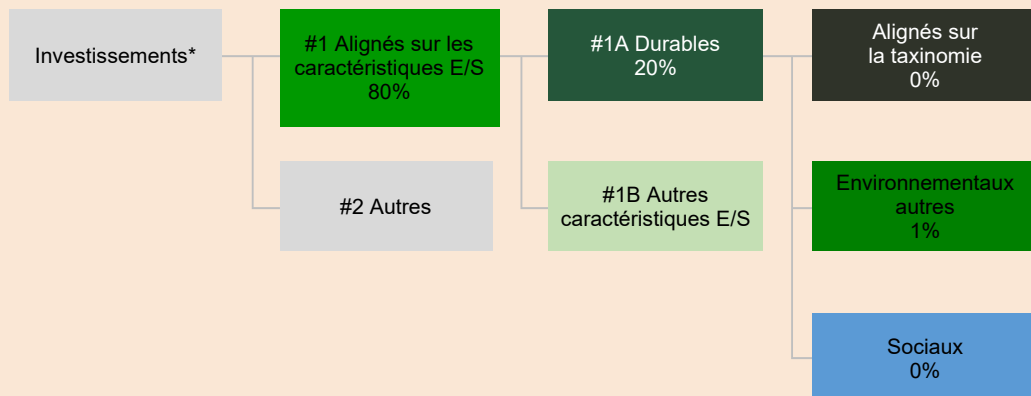 Investissements*
#1 Alignés sur les
caractéristiques E/S
80%
#1A Durables
20%
Alignés sur
la taxinomie
0%
#2 Autres
#1B Autres
caractéristiques E/S
Environnementaux
autres
1%
Sociaux
0%